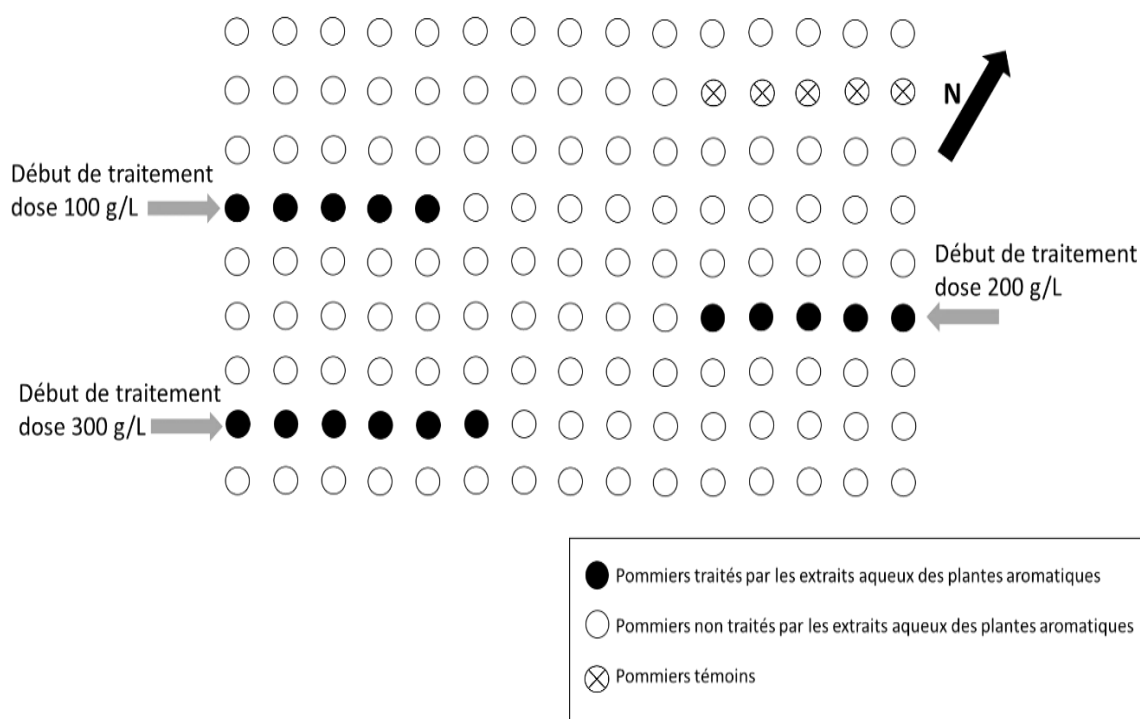 N
Début de traitement
dose 100 g/L
Début de traitement
dose 200 g/L
Début de traitement
dose 300 g/L
Pommiers traités par les extraits aqueux des plantes aromatiques
Pommiers non traités par les extraits aqueux des plantes aromatiques
Pommiers témoins